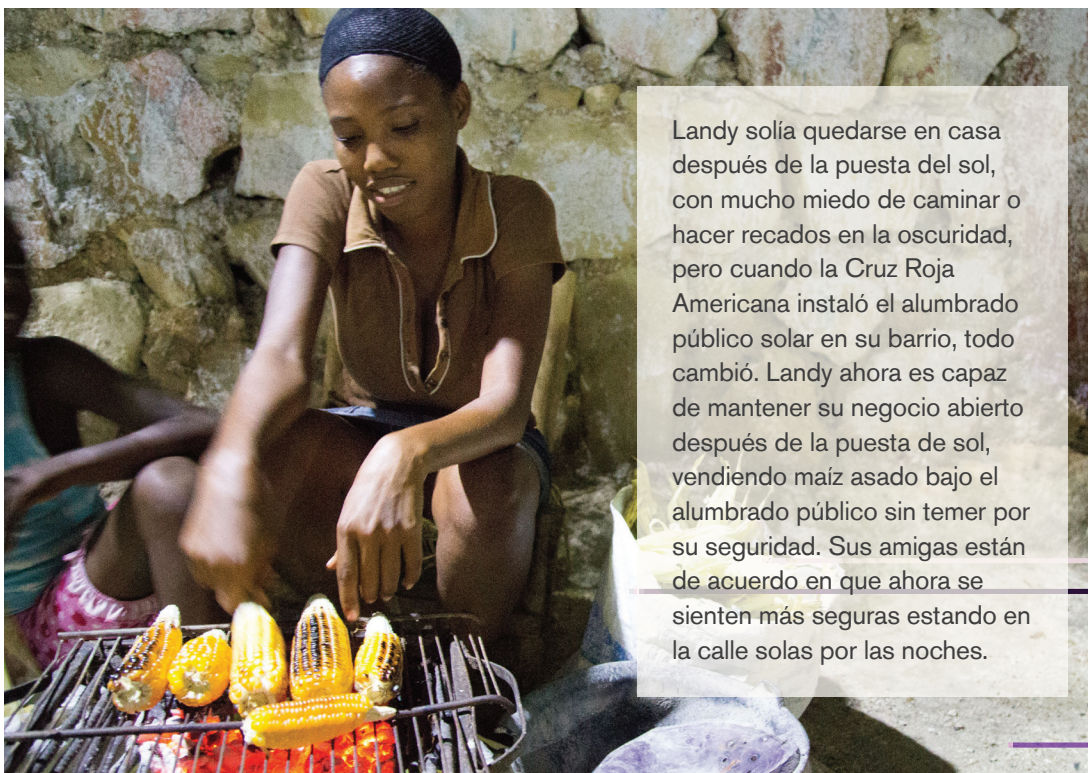 Landy solía quedarse en casa
después de la puesta del sol,
con mucho miedo de caminar o
hacer recados en la oscuridad,
pero cuando la Cruz Roja
Americana instaló el alumbrado
público solar en su barrio, todo
cambió. Landy ahora es capaz
de mantener su negocio abierto
después de la puesta de sol,
vendiendo maíz asado bajo el
alumbrado público sin temer por
su seguridad. Sus amigas están
de acuerdo en que ahora se
sienten más seguras estando en
la calle solas por las noches.